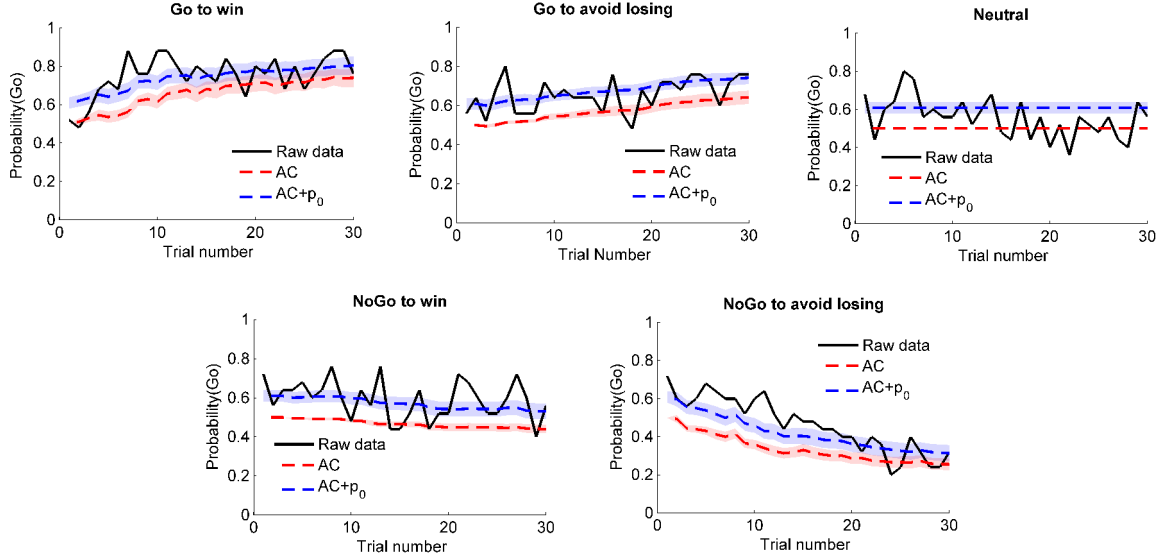 Go to win
Probability(Go)
1
0.8
0.6
0.4
0.2
0
Raw data
AC
AC+p0
0
10
20
30
Trial number
Go to avoid losing
Probability(Go)
1
0.8
0.6
0.4
0.2
0
Raw data
AC
AC+p0
0
10
20
30
Trial Number
Neutral
Probability(Go)
1
0.8
0.6
0.4
0.2
0
Raw data
AC
AC+p0
0
10
20
30
Trial number
NoGo to win
Probability(Go)
1
0.8
0.6
0.4
0.2
0
Raw data
AC
AC+p0
0
10
20
30
Trial number
NoGo to avoid losing
Probability(Go)
1
0.8
0.6
0.4
0.2
0
Raw data
AC
AC+p0
0
10
20
30
Trial number